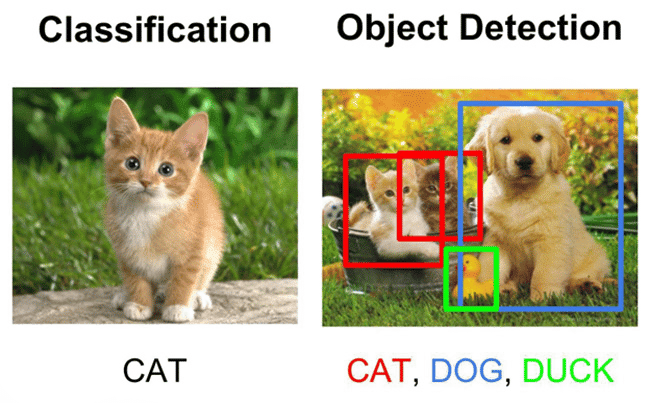 Classification
Object Detection
CAT
CAT, DOG, DUCK